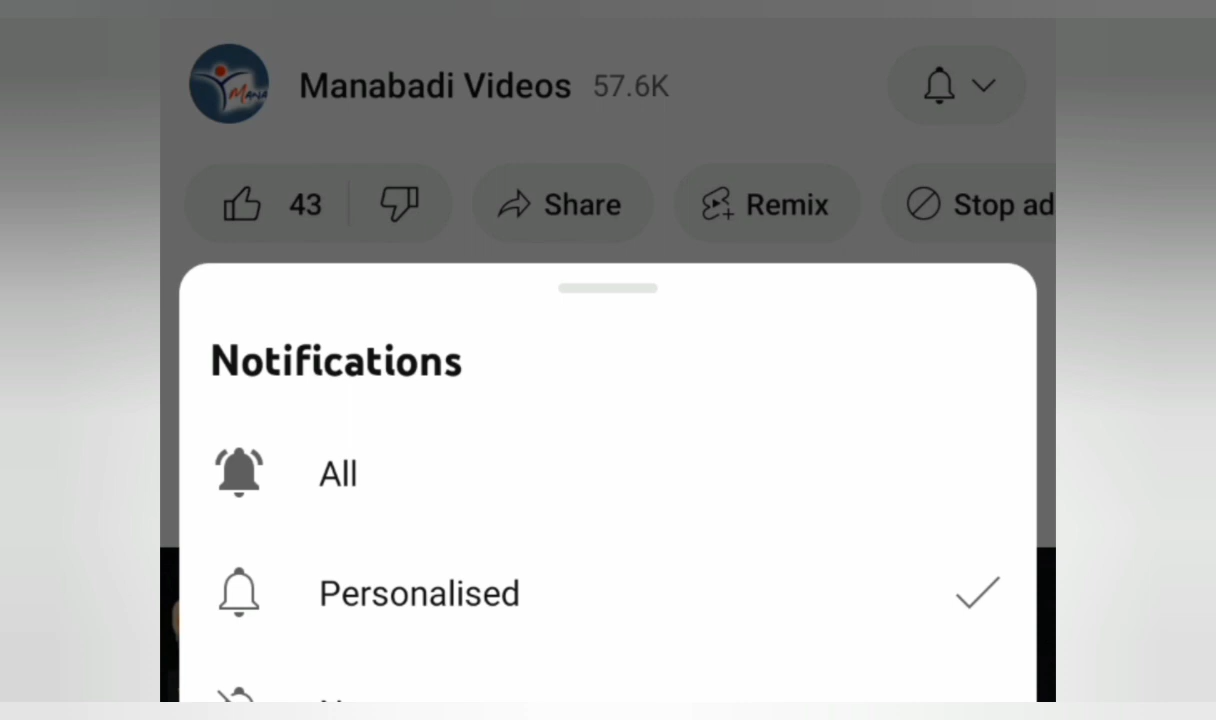 Manabadi Videos 57.6K
43 Share Remix Stop ad
Notifications
All
Personalised